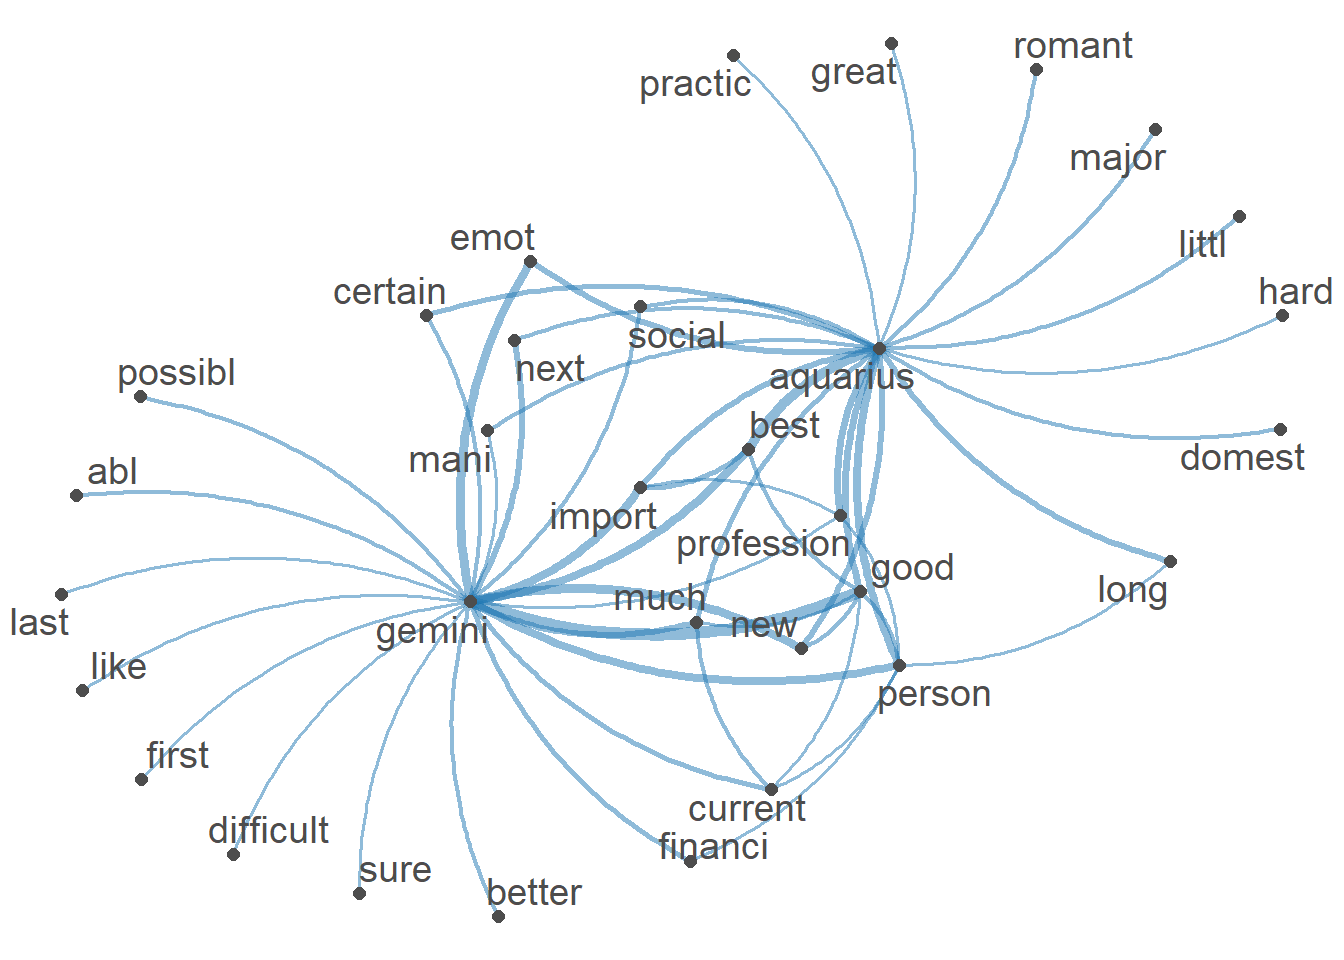 romant
great
practic
major
emot
littl
certain
hard
social
next
possibl
aquarius
best
mani
domest
abl
import
profession
good
long
much
last
new
gemini
like
person
first
current
difficult
financi
sure
better